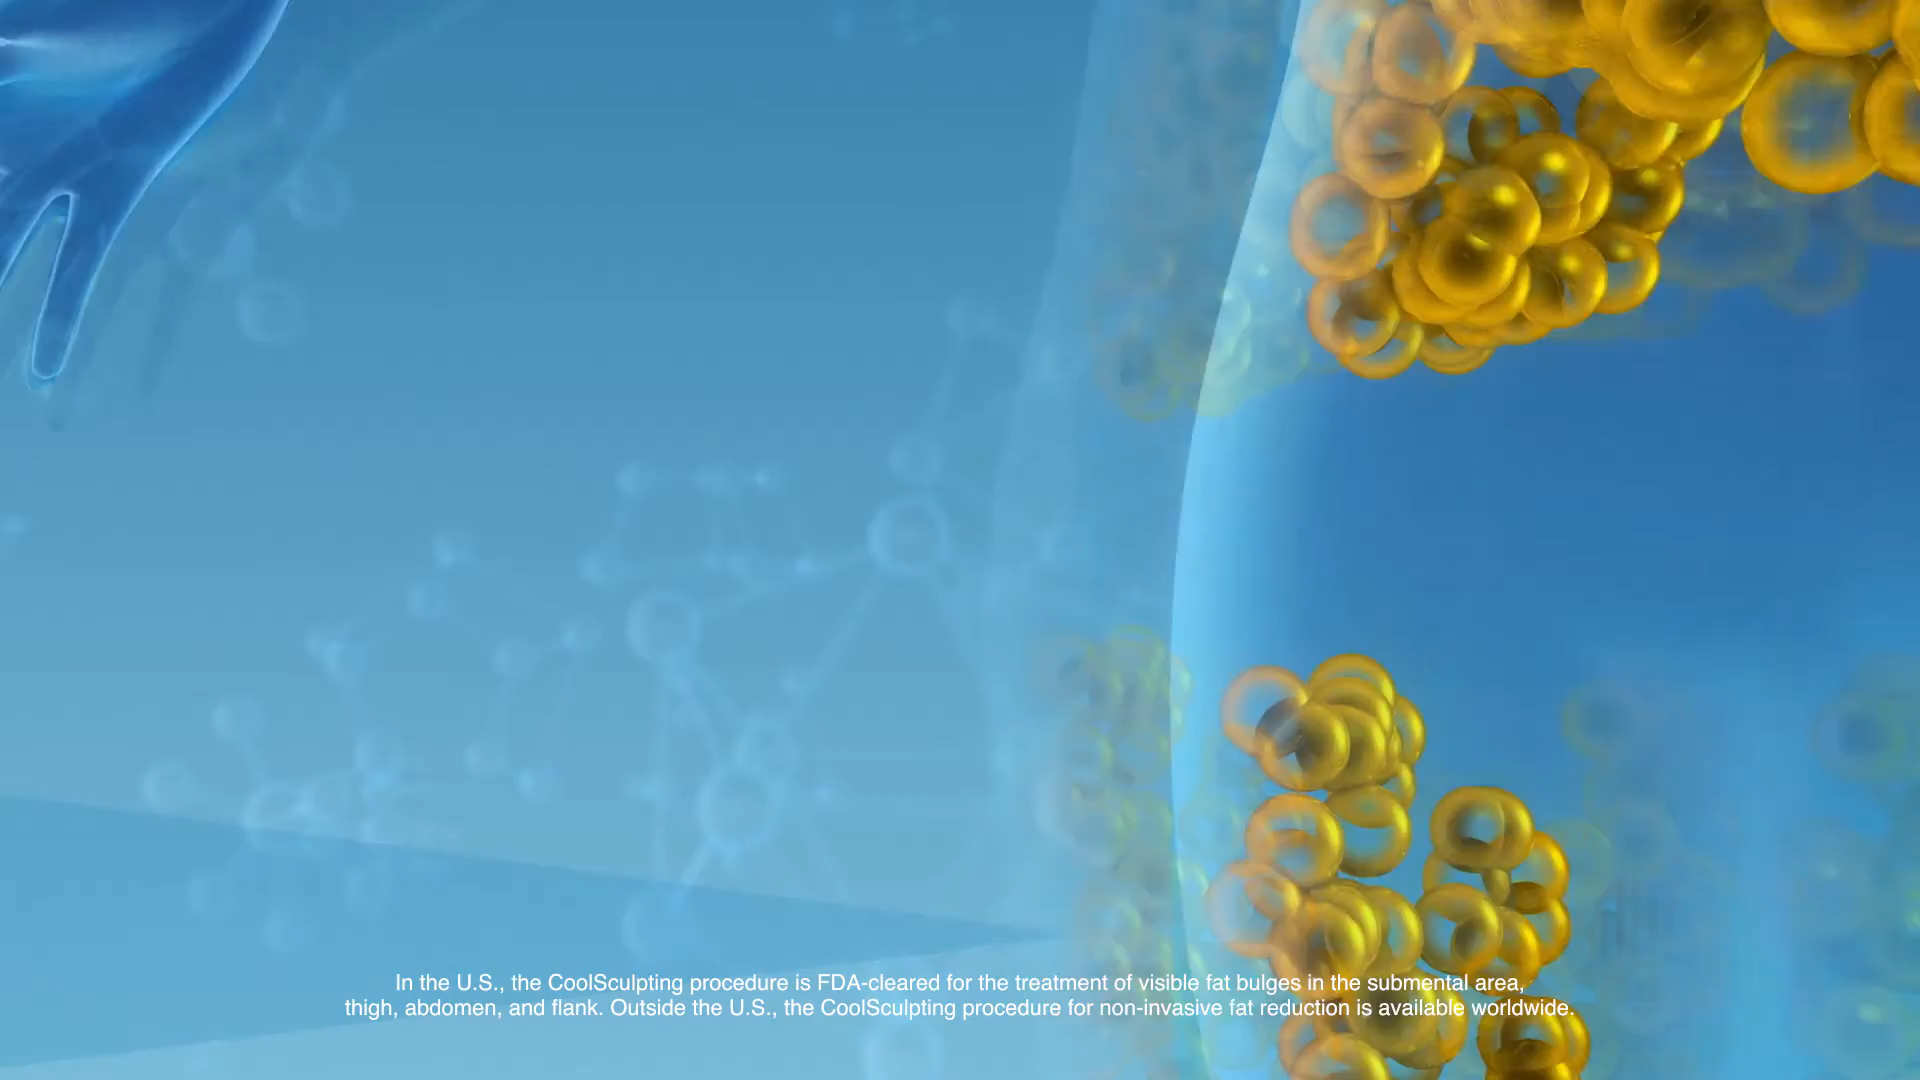 In the U.S., the CoolSculpting procedure is FDA-cleared for the treatment of visible fat bulges in the submental area,
thigh, abdomen, and flank. Outside the U.S., the CoolSculpting procedure for non-invasive fat reduction is available worldwide.